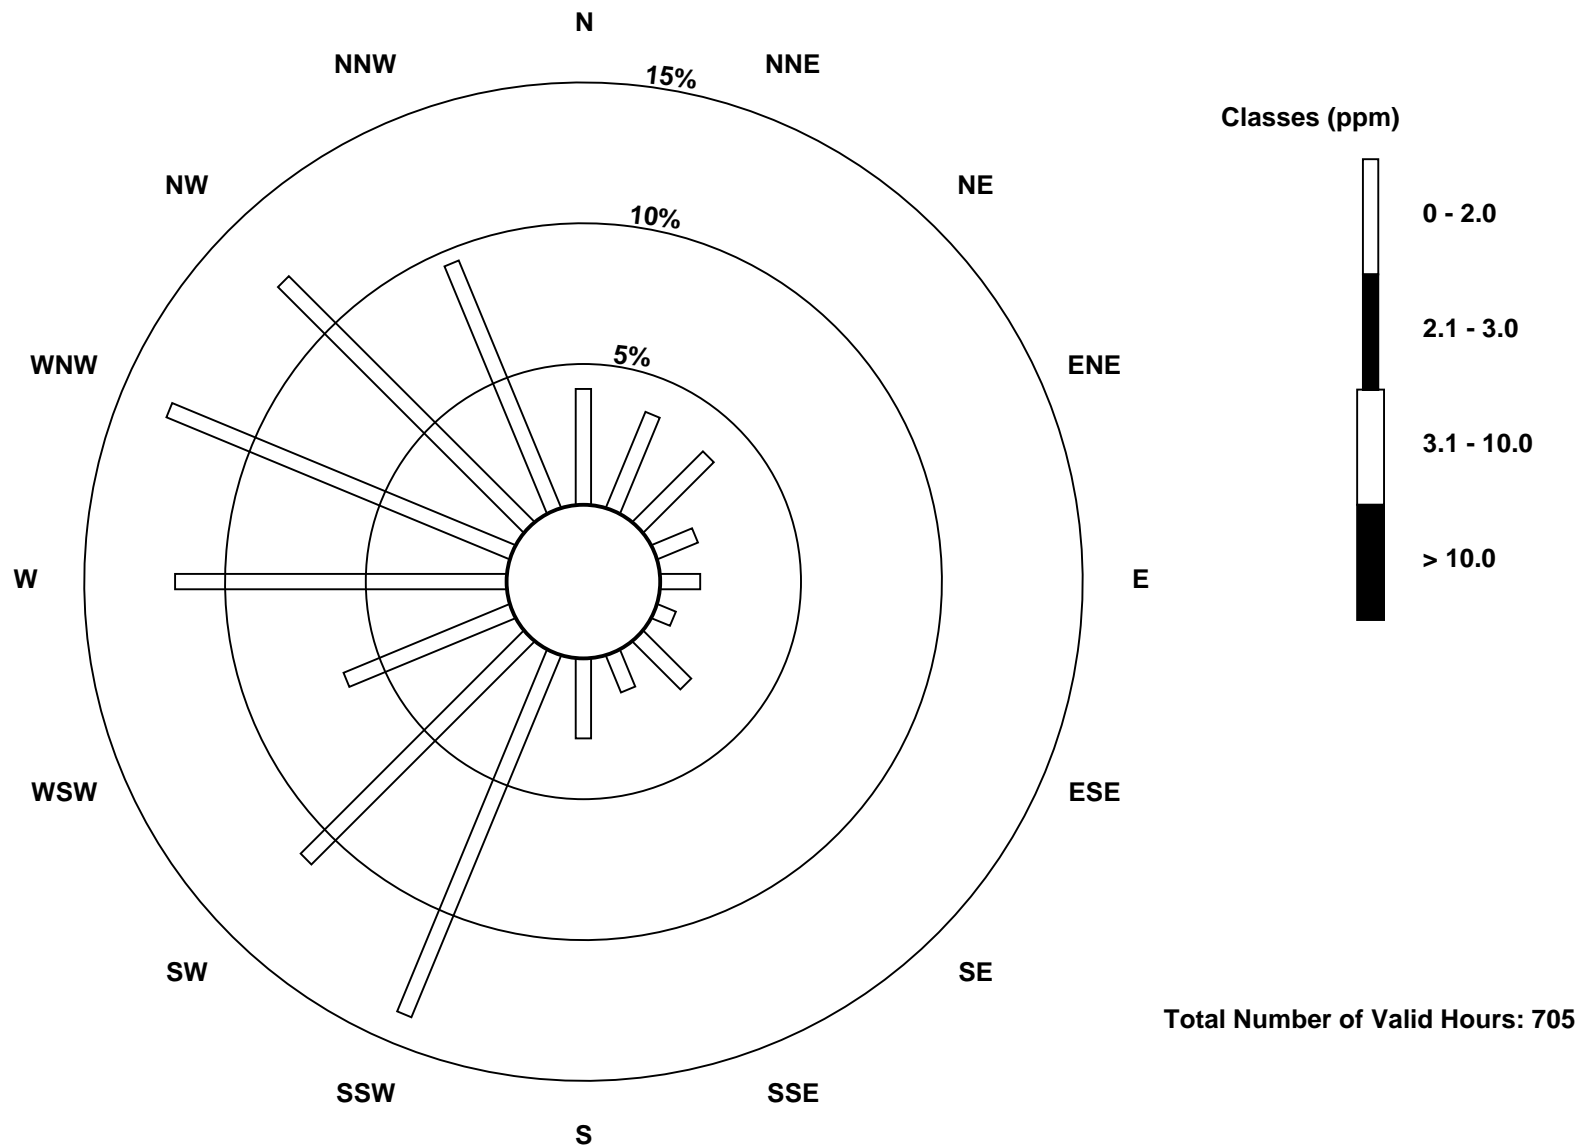 N
NNW
NNE
15%
Classes (ppm)
NW
NE
10%
0 - 2.0
2.1 - 3.0
5%
WNW
ENE
3.1 - 10.0
> 10.0
W
E
WSW
ESE
SW
SE
Total Number of Valid Hours: 705
SSW
SSE
S